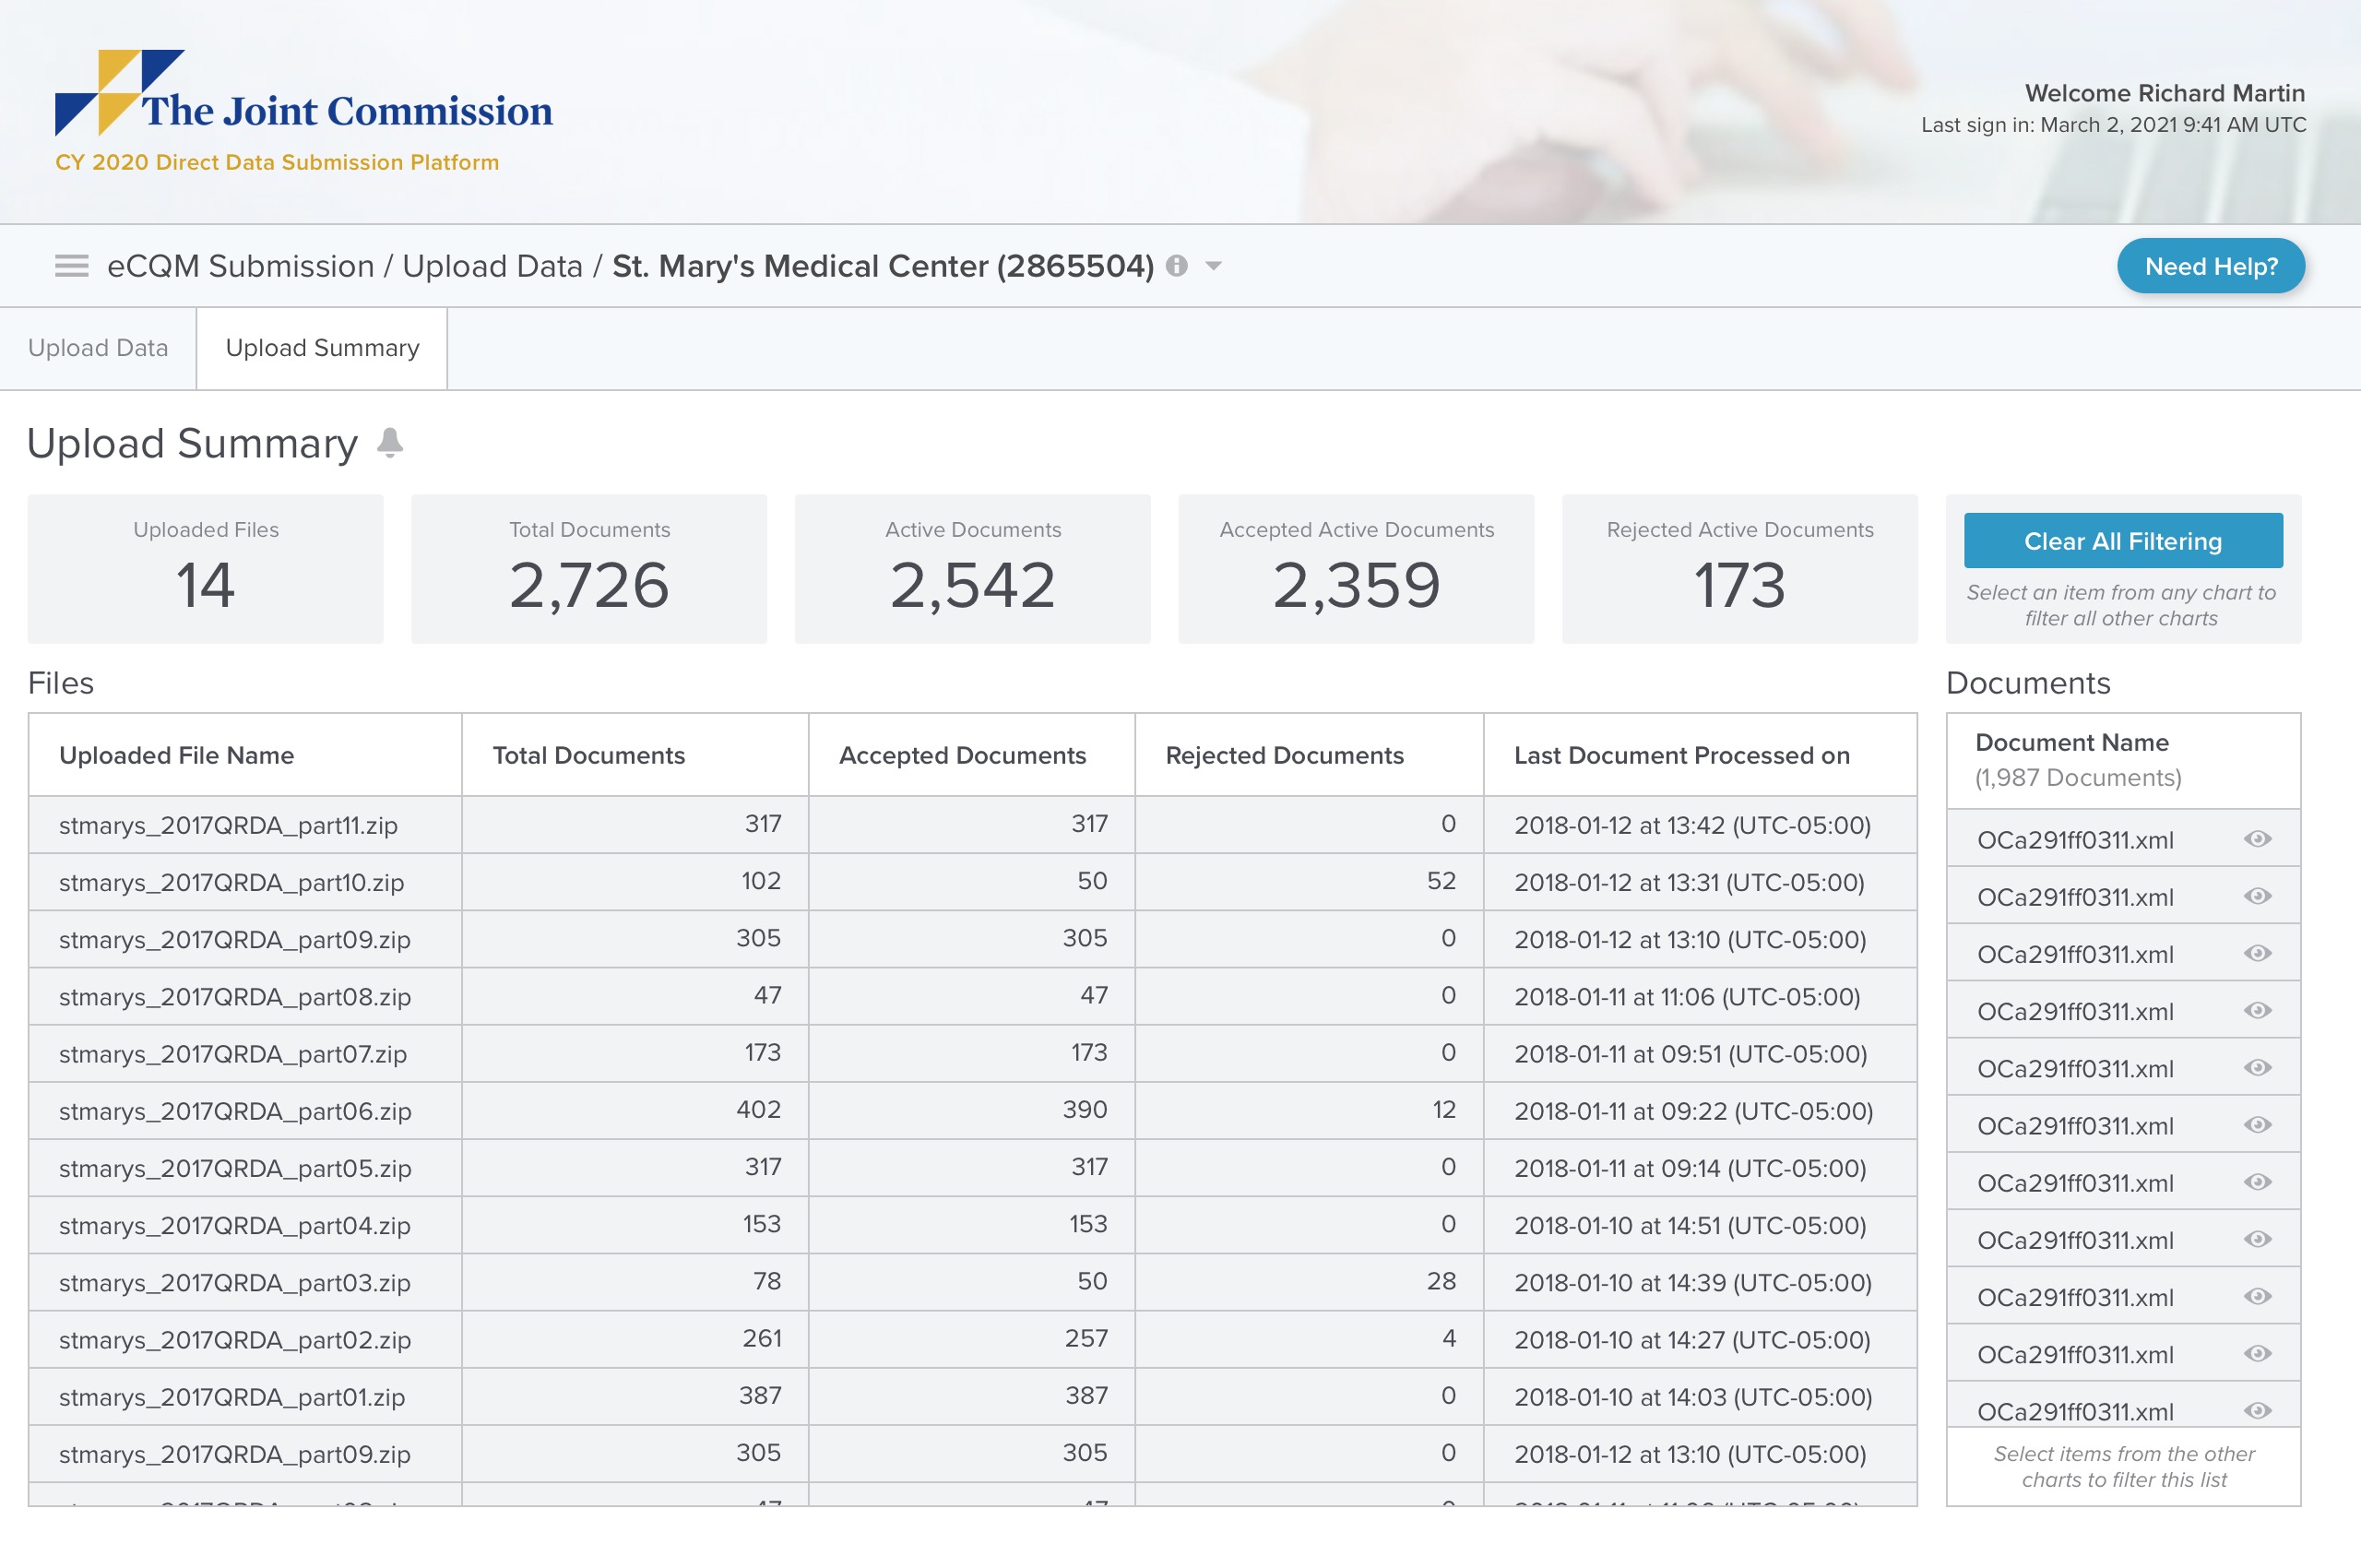 The Joint Commission
CY 2020 Direct Data Submission Platform
Welcome Richard Martin
Last sign in: March 2, 2021 9:41 AM UTC
eCQM Submission / Upload Data / St. Mary's Medical Center (2865504)
Need Help?
Upload Data
Upload Summary
Upload Summary
Uploaded Files
14
Total Documents
2,726
Active Documents
2,542
Accepted Active Documents
2,359
Rejected Active Documents
173
Clear All Filtering
Select an item from any chart to
filter all other charts
Files
Uploaded File Name Total Documents Accepted Documents Rejected Documents Last Document Processed on
stmarys_2017QRDA_part11.zip 317 317 0 2018-01-12 at 13:42 (UTC-05:00)
stmarys_2017QRDA_part10.zip 102 50 52 2018-01-12 at 13:31 (UTC-05:00)
stmarys_2017QRDA_part09.zip 305 305 0 2018-01-12 at 13:10 (UTC-05:00)
stmarys_2017QRDA_part08.zip 47 47 0 2018-01-11 at 11:06 (UTC-05:00)
stmarys_2017QRDA_part07.zip 173 173 0 2018-01-11 at 09:51 (UTC-05:00)
stmarys_2017QRDA_part06.zip 402 390 12 2018-01-11 at 09:22 (UTC-05:00)
stmarys_2017QRDA_part05.zip 317 317 0 2018-01-11 at 09:14 (UTC-05:00)
stmarys_2017QRDA_part04.zip 153 153 0 2018-01-10 at 14:51 (UTC-05:00)
stmarys_2017QRDA_part03.zip 78 50 28 2018-01-10 at 14:39 (UTC-05:00)
stmarys_2017QRDA_part02.zip 261 257 4 2018-01-10 at 14:27 (UTC-05:00)
stmarys_2017QRDA_part01.zip 387 387 0 2018-01-10 at 14:03 (UTC-05:00)
stmarys_2017QRDA_part09.zip 305 305 0 2018-01-12 at 13:10 (UTC-05:00)
Documents
Document Name
(1,987 Documents)
OCa291ff0311.xml
OCa291ff0311.xml
OCa291ff0311.xml
OCa291ff0311.xml
OCa291ff0311.xml
OCa291ff0311.xml
OCa291ff0311.xml
OCa291ff0311.xml
OCa291ff0311.xml
OCa291ff0311.xml
OCa291ff0311.xml
Select items from the other
charts to filter this list